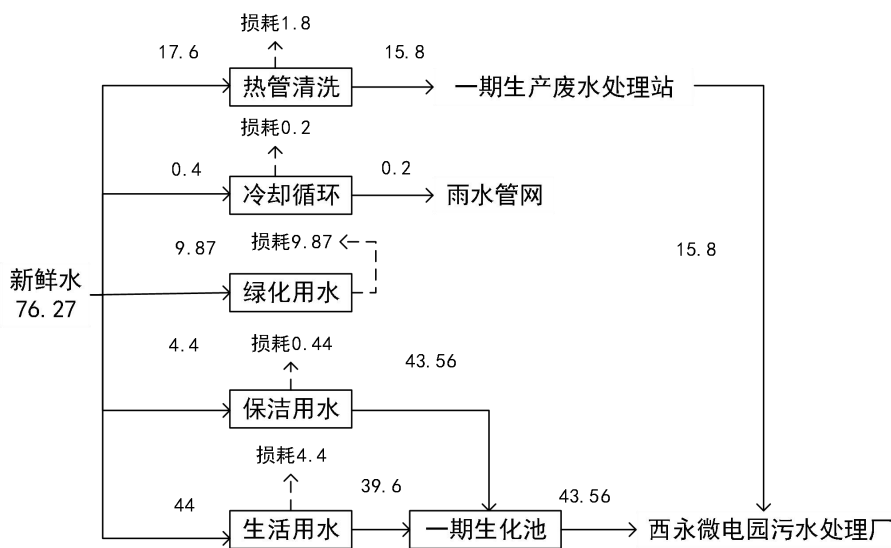 损耗1.8
17.6
15.8
热管清洗
一期生产废水处理站
损耗0.2
0.4
0.2
冷却循环
雨水管网
9.87
损耗9.87
15.8
新鲜水
76.27
绿化用水
4.4
损耗0.44
43.56
保洁用水
损耗4.4
44
39.6
43.56
生活用水
一期生化池
西永微电园污水处理厂